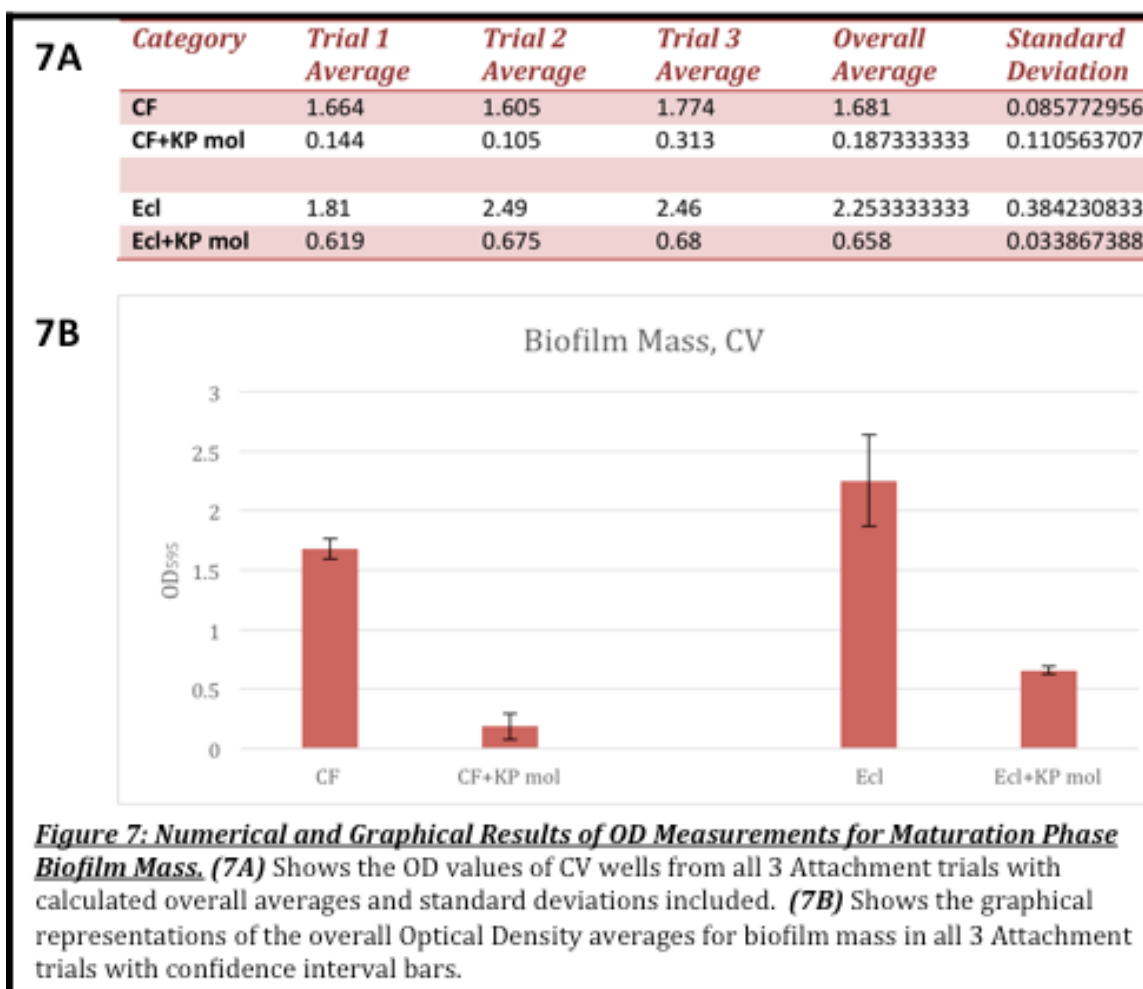 7A
Category Trial 1 Average Trial 2 Average Trial 3 Average Overall Average Standard Deviation
CF 1.664 1.605 1.774 1.681 0.085772956
CF+KP mol 0.144 0.105 0.313 0.187333333 0.110563707
Ecl 1.81 2.49 2.46 2.253333333 0.384230833
Ecl+KP mol 0.619 0.675 0.68 0.658 0.033867388
7B
Biofilm Mass, CV
3
2.5
2
1.5
1
0.5
0
OD595
CF CF+KP mol Ecl Ecl+KP mol
Figure 7: Numerical and Graphical Results of OD Measurements for Maturation Phase
Biofilm Mass. (7A) Shows the OD values of CV wells from all 3 Attachment trials with
calculated overall averages and standard deviations included. (7B) Shows the graphical
representations of the overall Optical Density averages for biofilm mass in all 3 Attachment
trials with confidence interval bars.